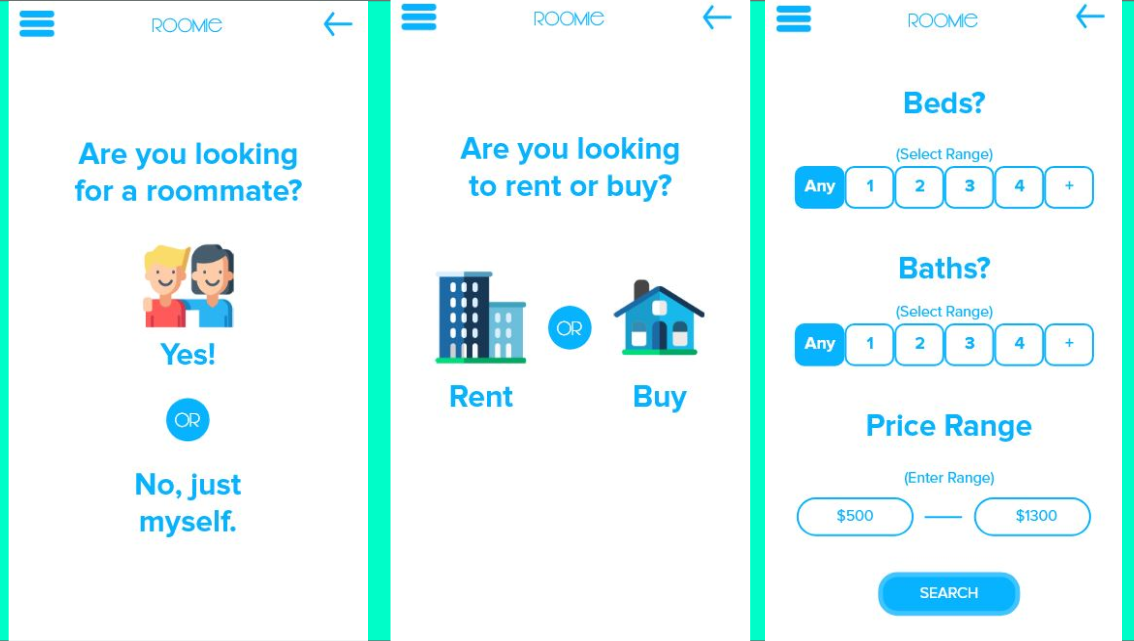 ROOMIE
Are you looking
for a roommate?
Yes!
OR
No, just
myself.
ROOMIE
Are you looking
to rent or buy?
OR
Rent
Buy
ROOMIE
Beds?
(Select Range)
Any 1 2 3 4 +
Baths?
(Select Range)
Any 1 2 3 4 +
Price Range
(Enter Range)
$500 — $1300
SEARCH